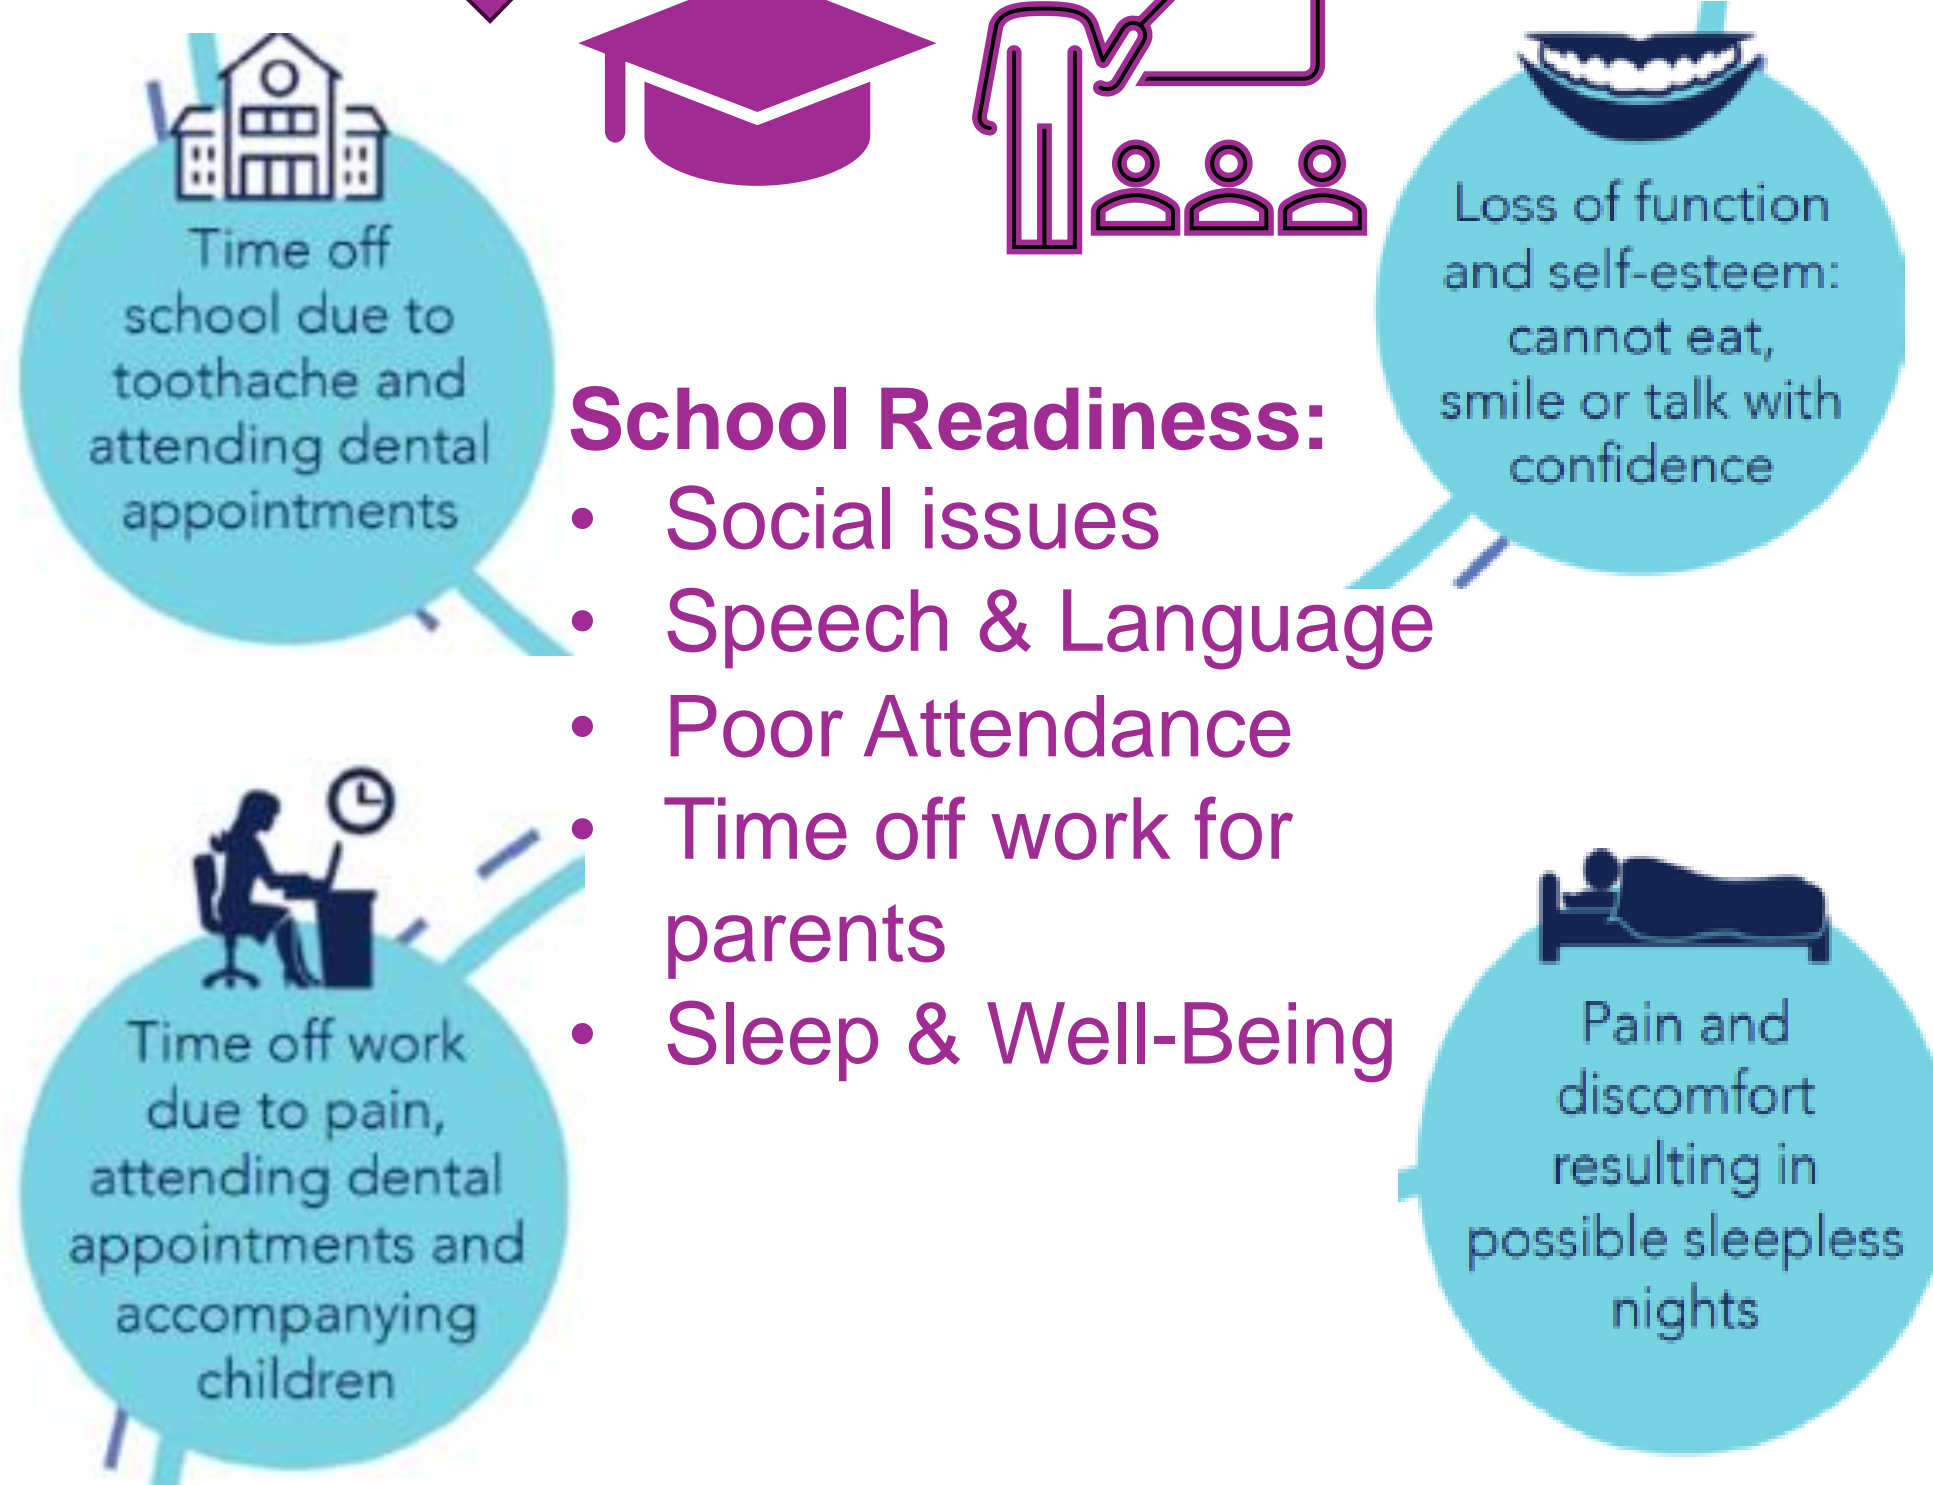 Time off
school due to
toothache and
attending dental
appointments
Loss of function
and self-esteem:
cannot eat,
smile or talk with
confidence
School Readiness:
• Social issues
• Speech & Language
• Poor Attendance
• Time off work for
parents
• Sleep & Well-Being
Time off work
due to pain,
attending dental
appointments and
accompanying
children
Pain and
discomfort
resulting in
possible sleepless
nights